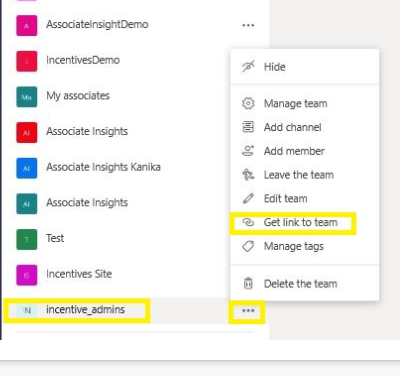 A AssociateInsightDemo ...
I IncentivesDemo
Ma My associates
AI Associate Insights
AI Associate Insights Kanika
AI Associate Insights
T Test
IS Incentives Site
IN incentive_admins ...
Hide
Manage team
Add channel
Add member
Leave the team
Edit team
Get link to team
Manage tags
Delete the team